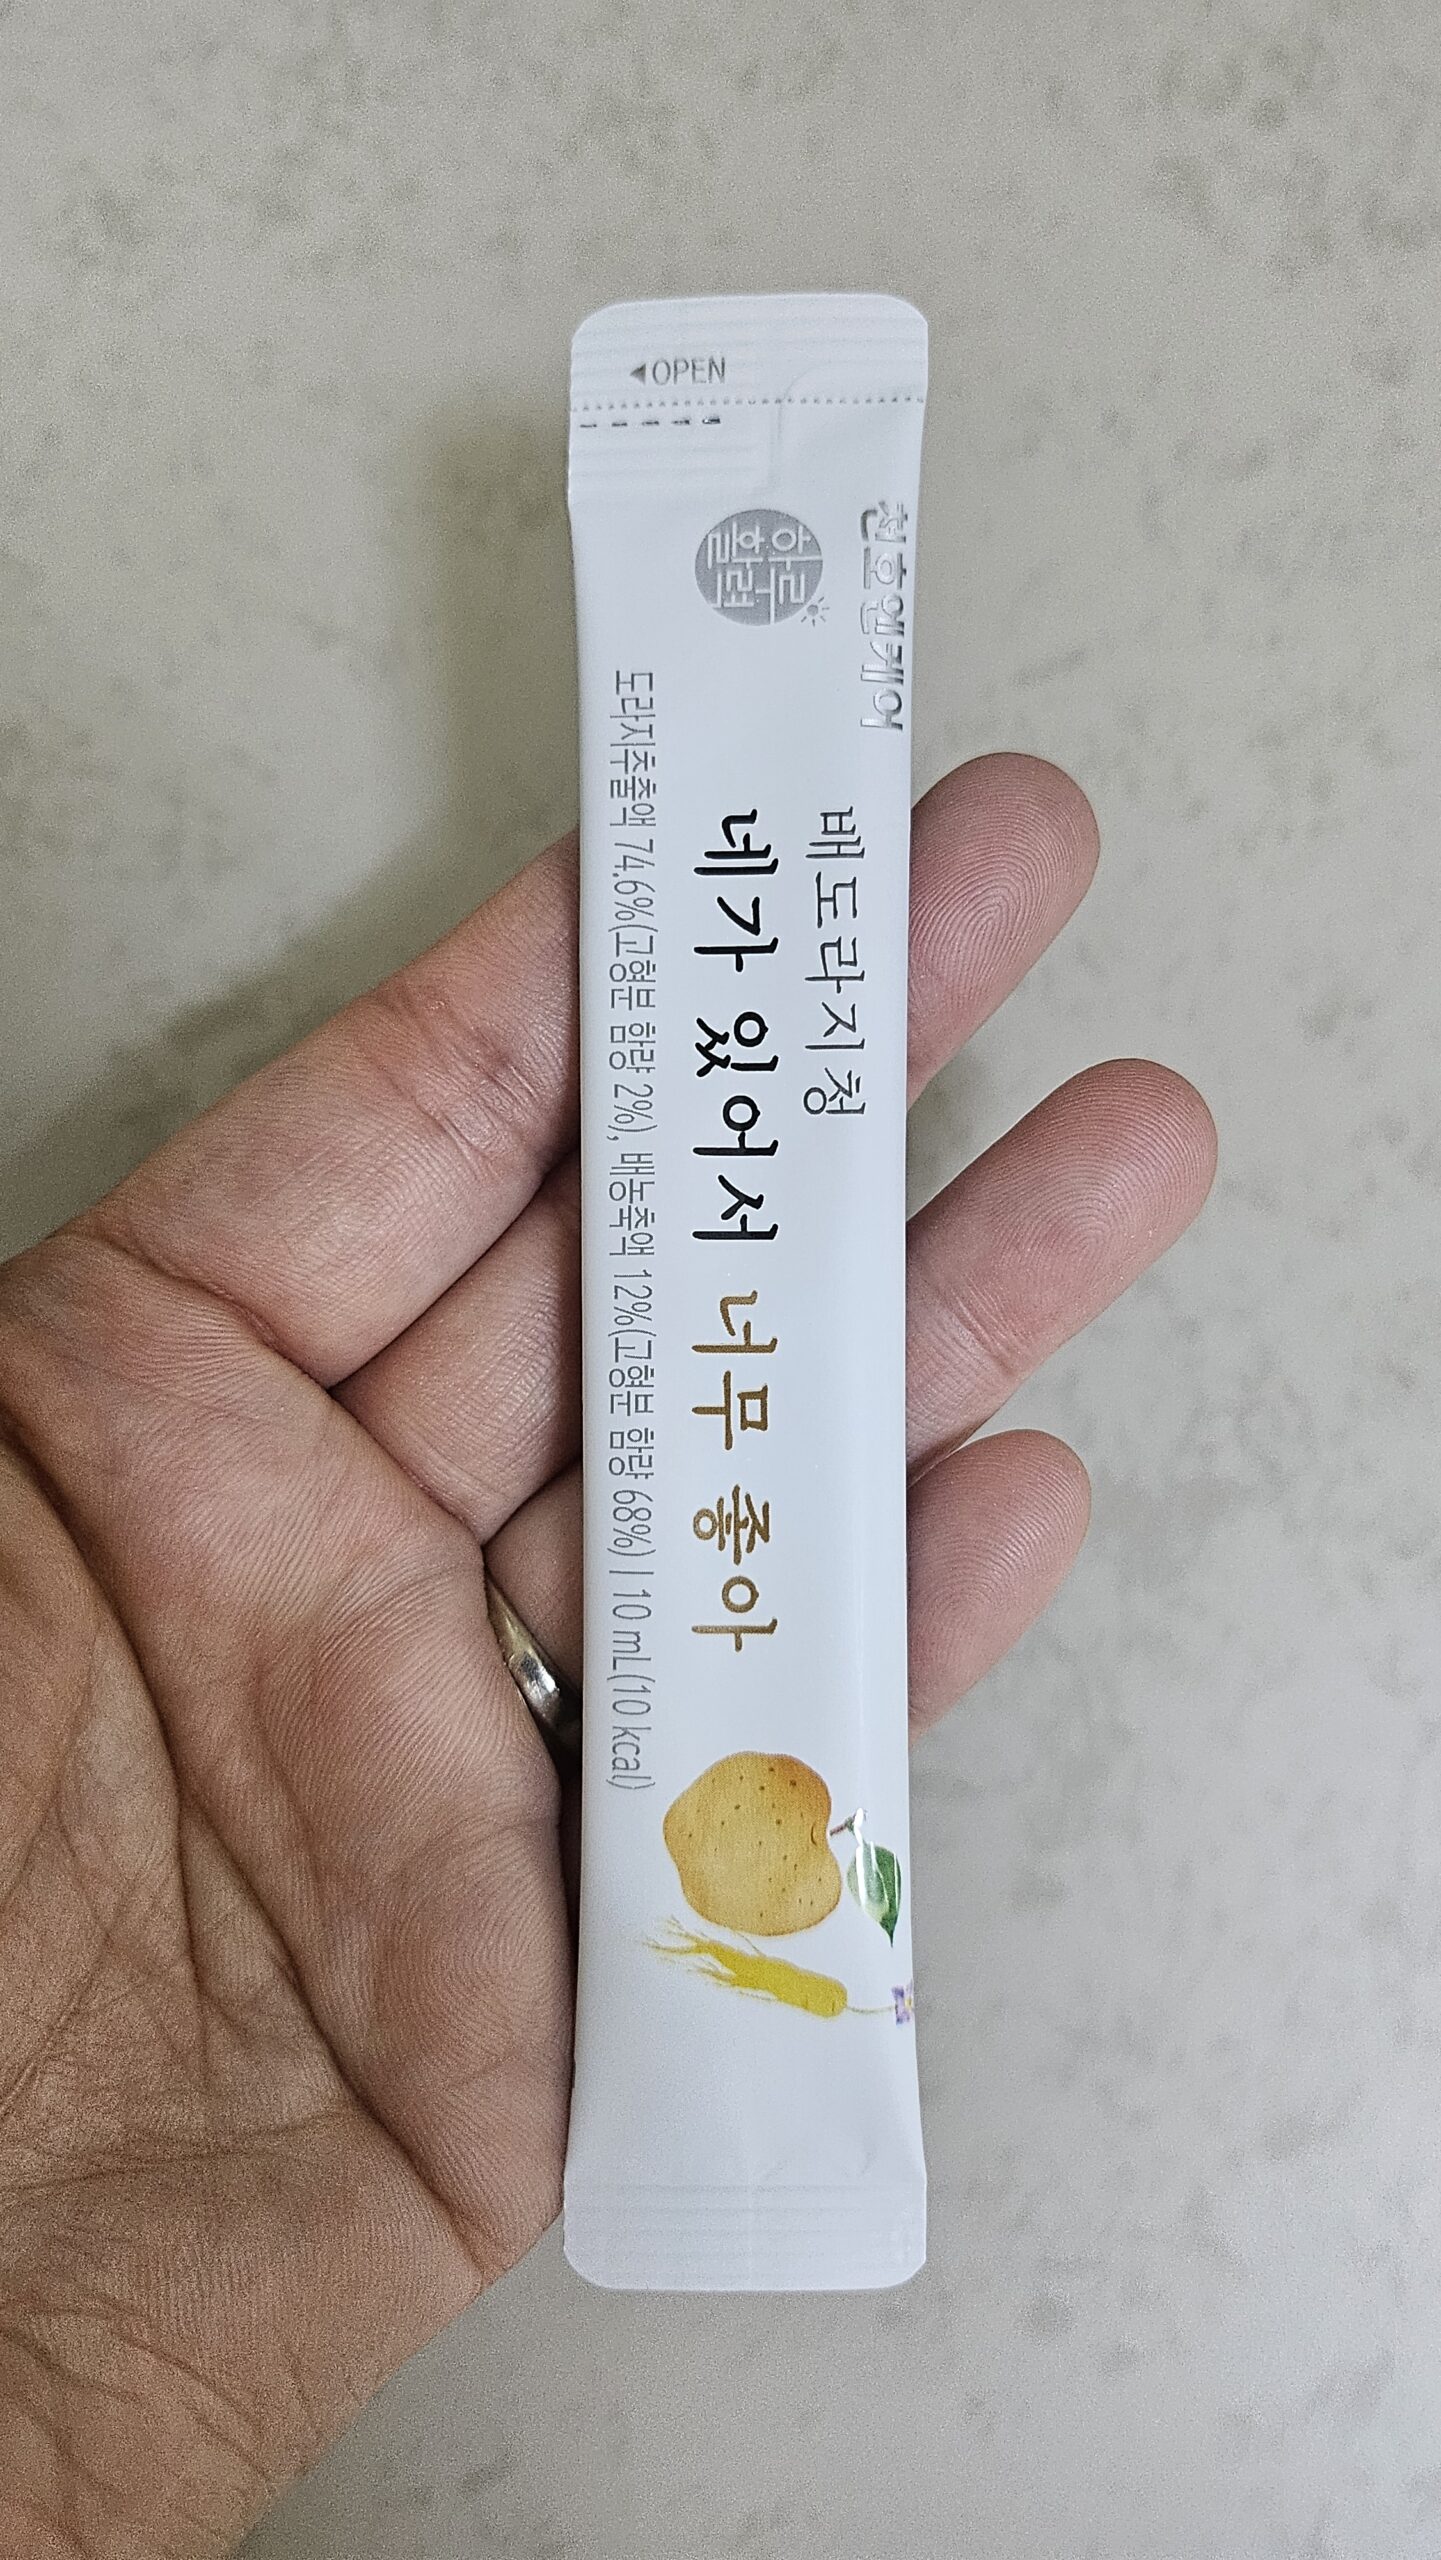 OPEN
천호엔케어
하루
활력
배도라지청
네가 있어서 너무 좋아
도라지추출액 74.6%(고형분 함량 2%), 배농축액 12%(고형분 함량 68%) | 10 mL(10 kcal)